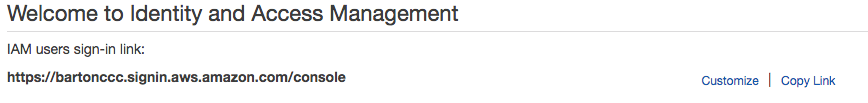 Welcome to Identity and Access Management
IAM users sign-in link:
https://bartonccc.signin.aws.amazon.com/console
Customize | Copy Link